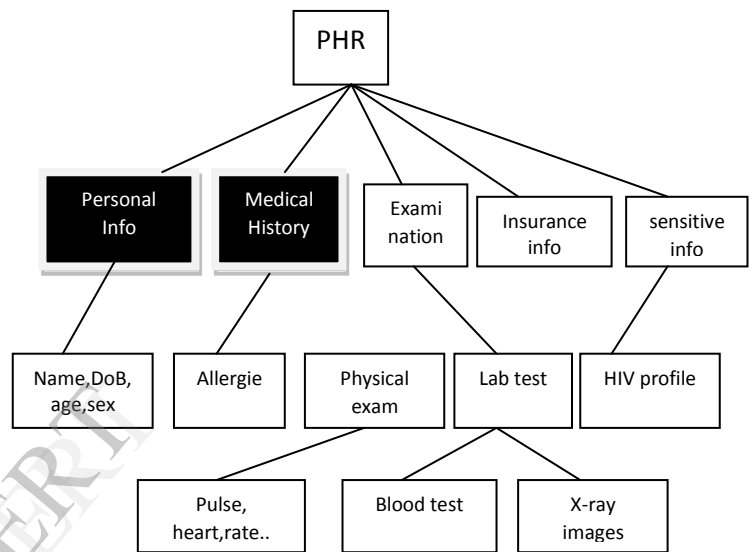 PHR
Personal
Info
Medical
History
Exami
nation
Insurance
info
sensitive
info
Name,DoB,
age,sex
Allergie
Physical
exam
Lab test
HIV profile
Pulse,
heart,rate..
Blood test
X-ray
images
ERT